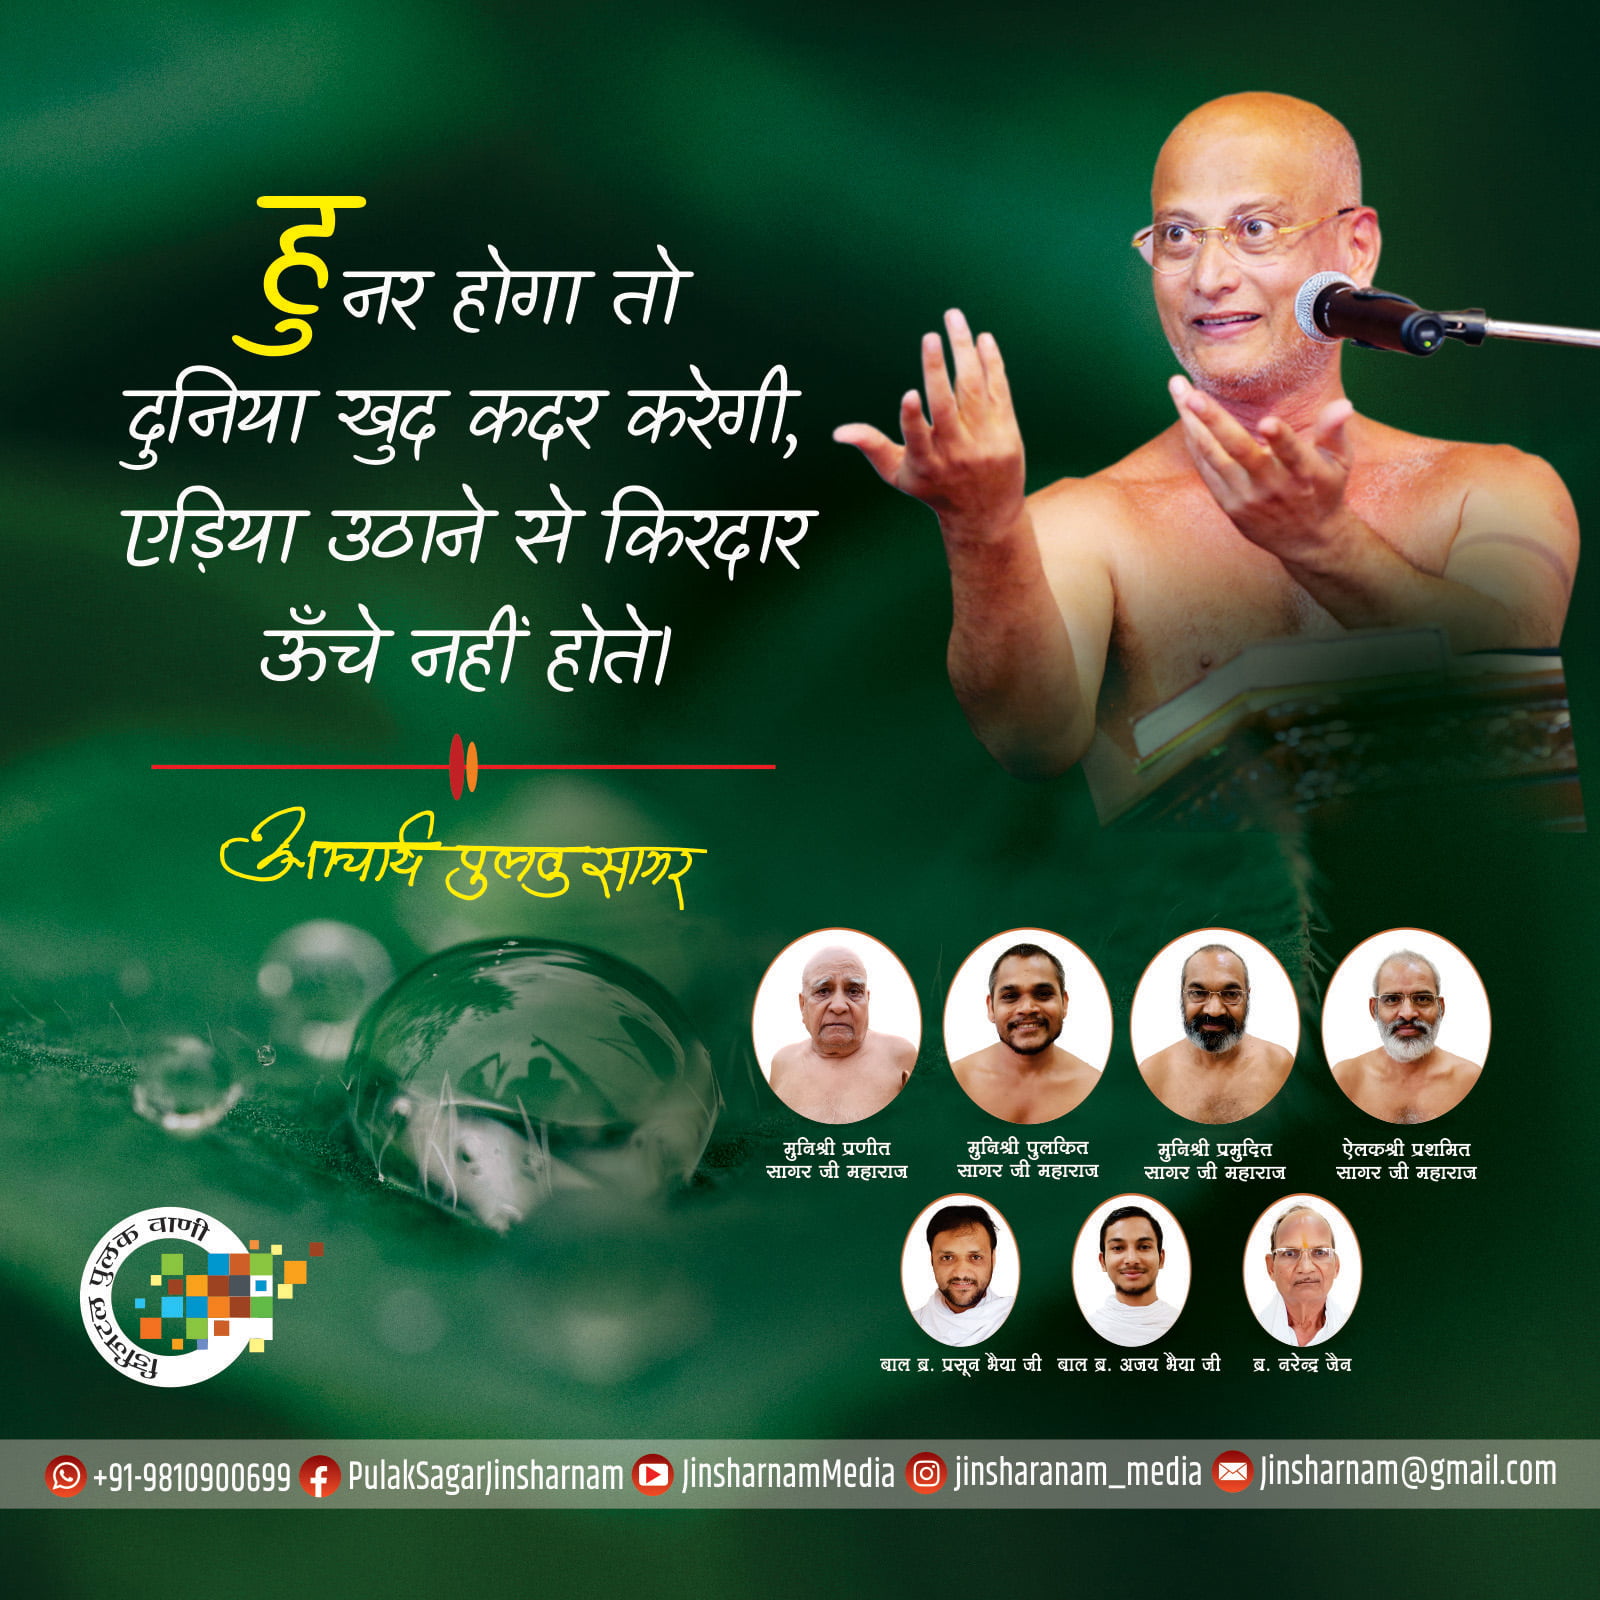 हुनर होगा तो
दुनिया खुद कदर करेगी,
एड़िया उठाने से किरदार
ऊँचे नहीं होते।
आचार्य पुलक सागर
मुनिश्री प्रणीत
सागर जी महाराज
मुनिश्री पुलकित
सागर जी महाराज
मुनिश्री प्रमुदित
सागर जी महाराज
ऐलकश्री प्रशमित
सागर जी महाराज
बाल ब्र. प्रसून भैया जी
बाल ब्र. अजय भैया जी
ब्र. नरेन्द्र जैन
डिजिटल पुलक वाणी
+91-9810900699 PulakSagarJinsharnam JinsharnamMedia jinsharanam_media Jinsharnam@gmail.com